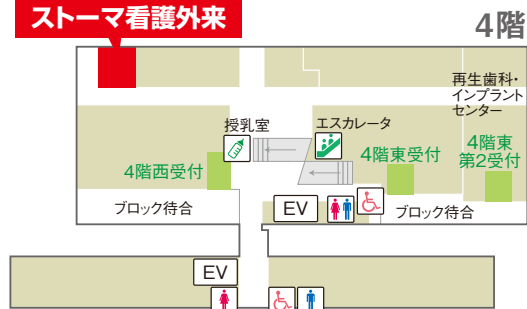 ストーマ看護外来
4階
再生歯科・
インプラント
センター
授乳室
エスカレータ
4階西受付
4階東受付
4階東
第2受付
ブロック待合
EV
ブロック待合
EV